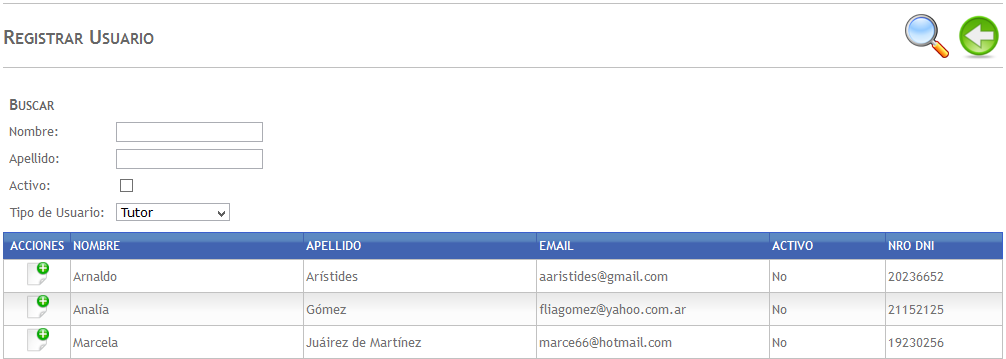 Registrar Usuario
Buscar
Nombre:
Apellido:
Activo:
Tipo de Usuario: Tutor
ACCIONES NOMBRE APELLIDO EMAIL ACTIVO NRO DNI
Arnaldo Arístides aaristides@gmail.com No 20236652
Analía Gómez fliagomez@yahoo.com.ar No 21152125
Marcela Juáirez de Martínez marce66@hotmail.com No 19230256